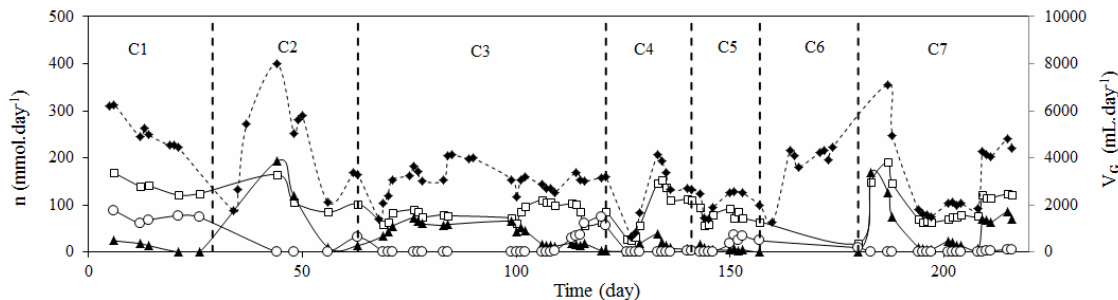 500 10000
C1 C2 C3 C4 C5 C6 C7
400 8000
300 6000
200 4000
100 2000
0 0
0 50 100 150 200
Time (day)
n (mmol.day⁻¹)
V_G (mL.day⁻¹)